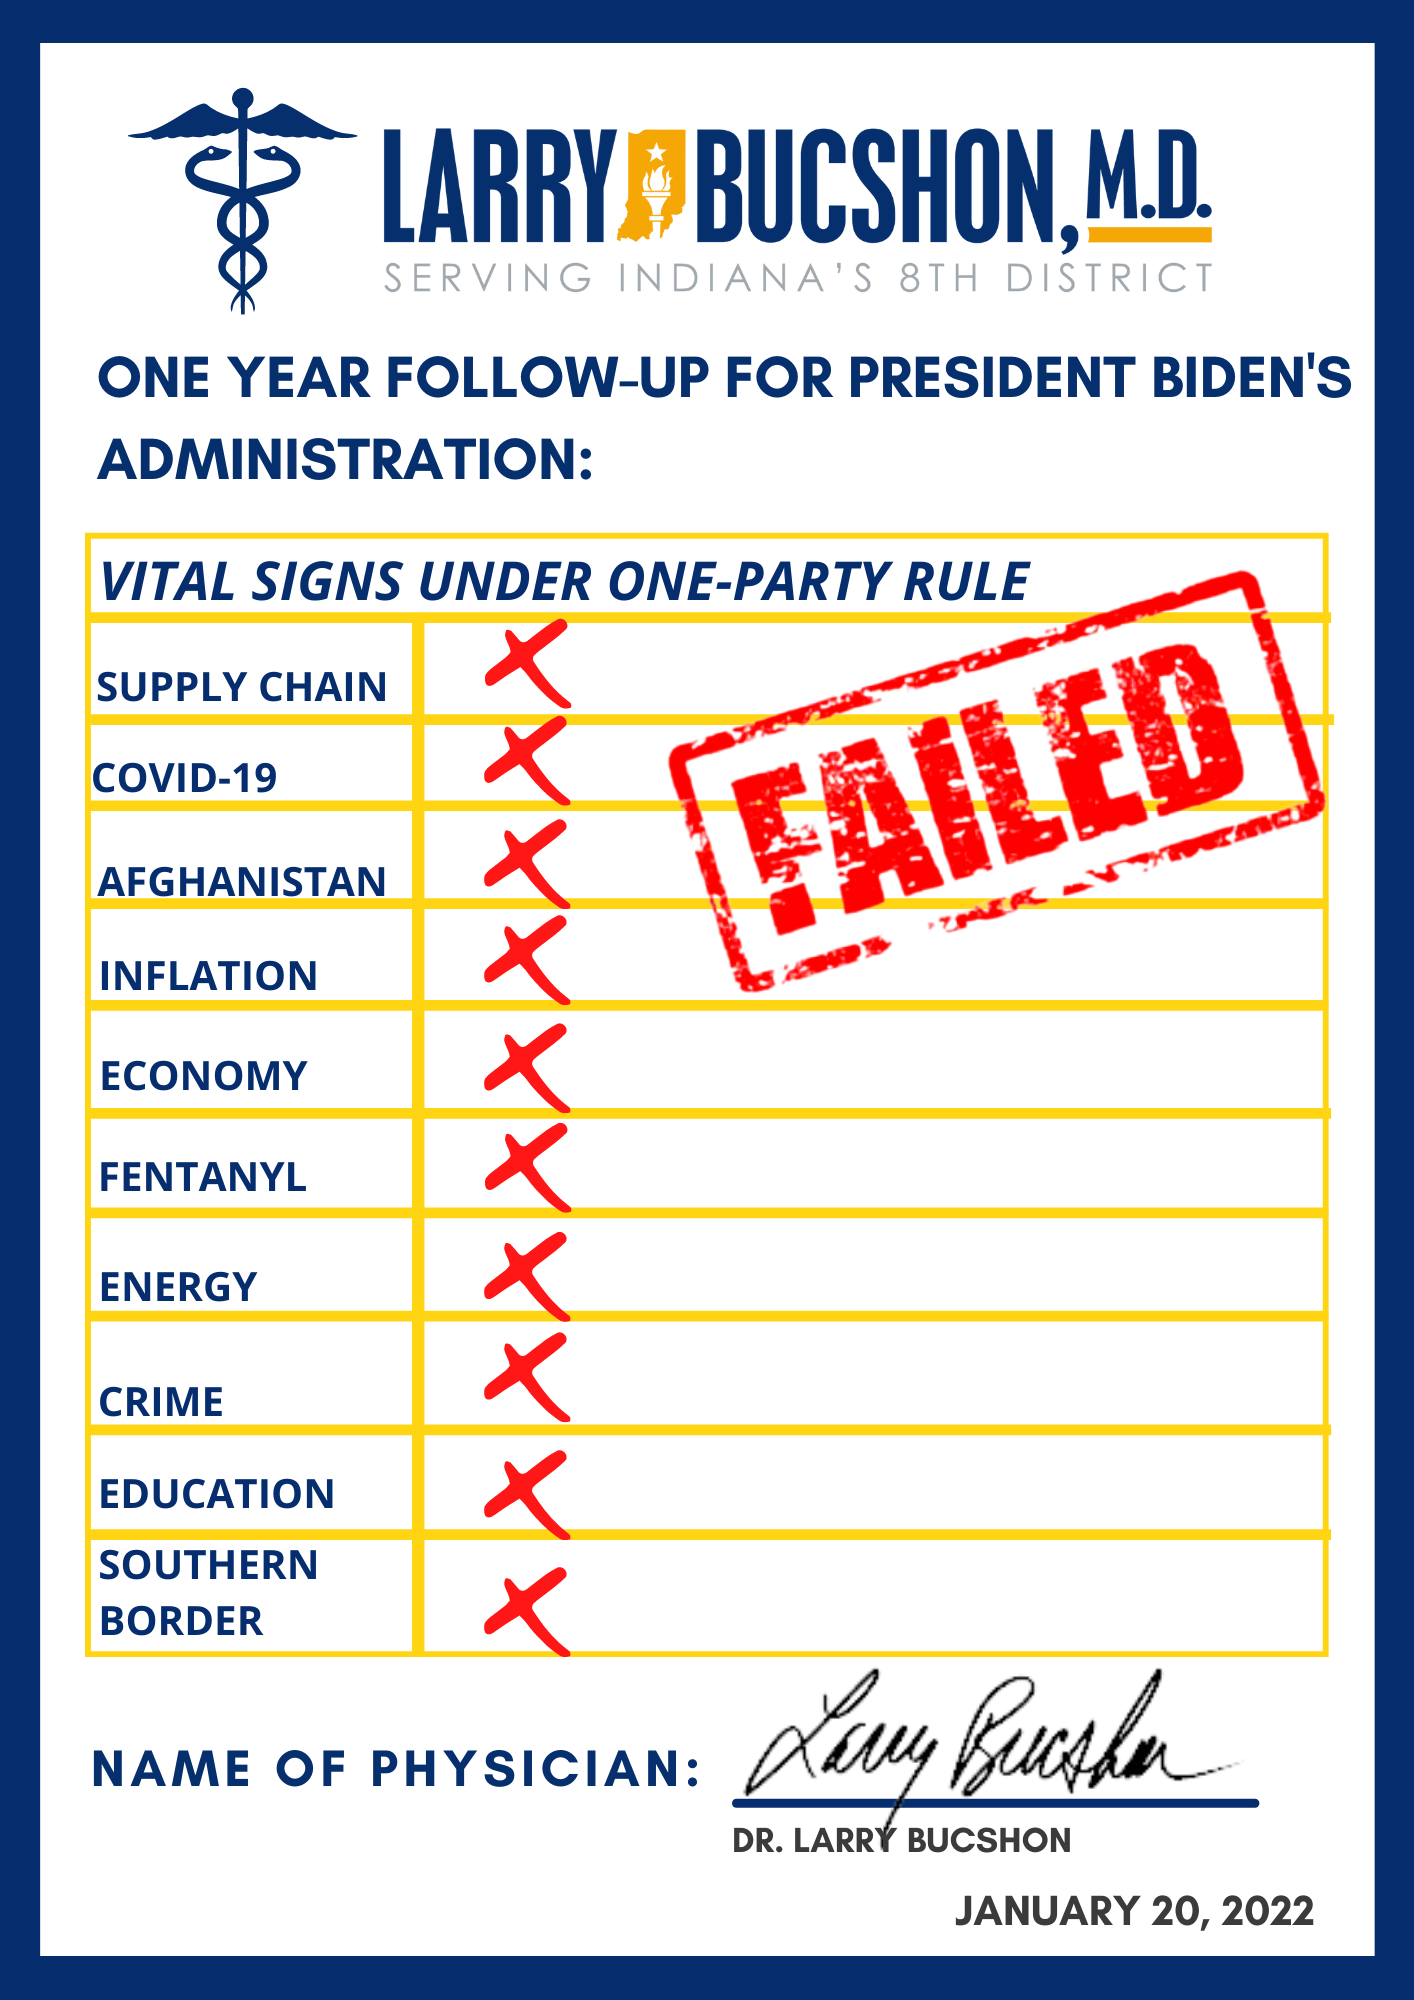 LARRY BUCSHON, M.D.
SERVING INDIANA'S 8TH DISTRICT
ONE YEAR FOLLOW-UP FOR PRESIDENT BIDEN'S
ADMINISTRATION:
VITAL SIGNS UNDER ONE-PARTY RULE
FAILED
SUPPLY CHAIN
COVID-19
AFGHANISTAN
INFLATION
ECONOMY
FENTANYL
ENERGY
CRIME
EDUCATION
SOUTHERN
BORDER
NAME OF PHYSICIAN:
Larry Bucshon
DR. LARRY BUCSHON
JANUARY 20, 2022